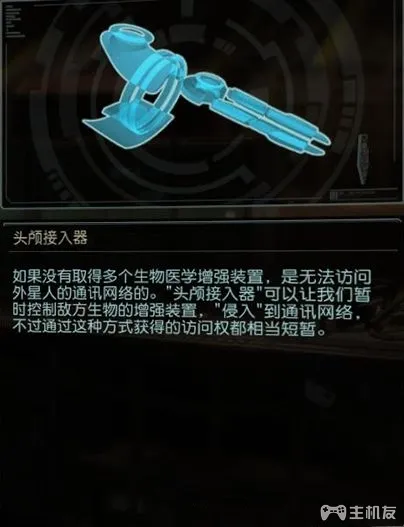 头颅接入器
如果没有取得多个生物医学增强装置，是无法访问
外星人的通讯网络的。"头颅接入器"可以让我们暂
时控制敌方生物的增强装置，"侵入"到通讯网络，
不过通过这种方式获得的访问权都相当短暂。
主机友